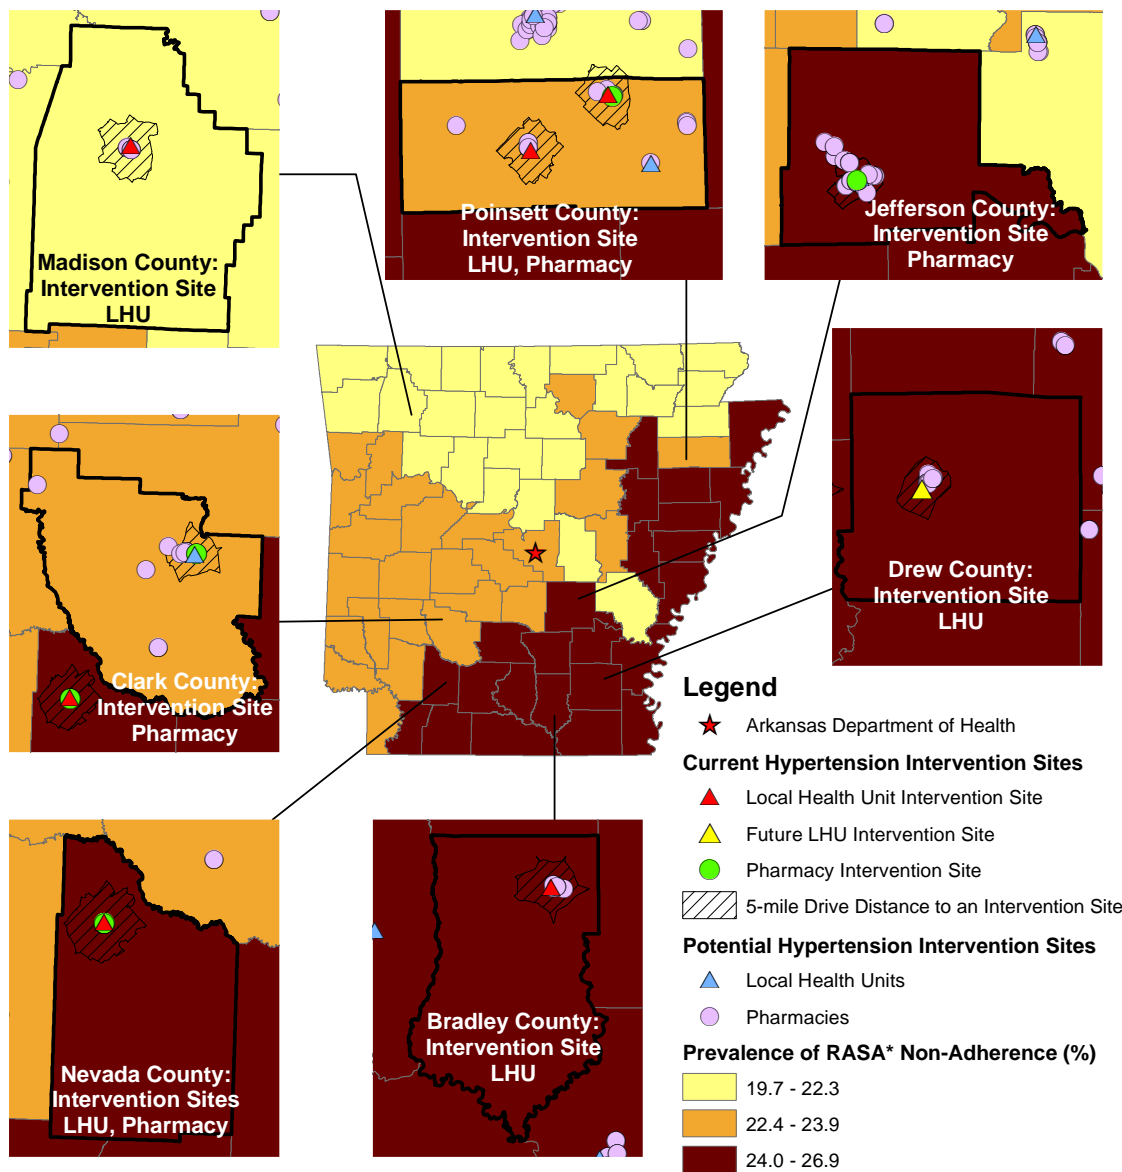 Madison County:
Intervention Site
LHU
Poinsett County:
Intervention Site
LHU, Pharmacy
Jefferson County:
Intervention Site
Pharmacy
Clark County:
Intervention Site
Pharmacy
Drew County:
Intervention Site
LHU
Nevada County:
Intervention Sites
LHU, Pharmacy
Bradley County:
Intervention Site
LHU
Legend
Arkansas Department of Health
Current Hypertension Intervention Sites
Local Health Unit Intervention Site
Future LHU Intervention Site
Pharmacy Intervention Site
5-mile Drive Distance to an Intervention Site
Potential Hypertension Intervention Sites
Local Health Units
Pharmacies
Prevalence of RASA* Non-Adherence (%)
19.7 - 22.3
22.4 - 23.9
24.0 - 26.9